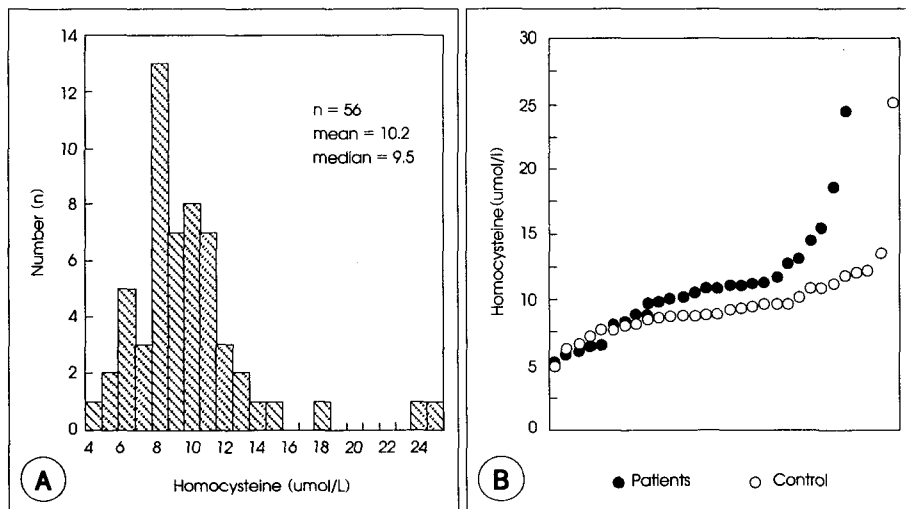 14
12
10
8
6
4
2
0
Number (n)
n = 56
mean = 10.2
median = 9.5
4 6 8 10 12 14 16 18 20 22 24
Homocysteine (umol/L)
A
30
25
20
15
10
5
0
Homocysteine (umol/l)
Patients
Control
B